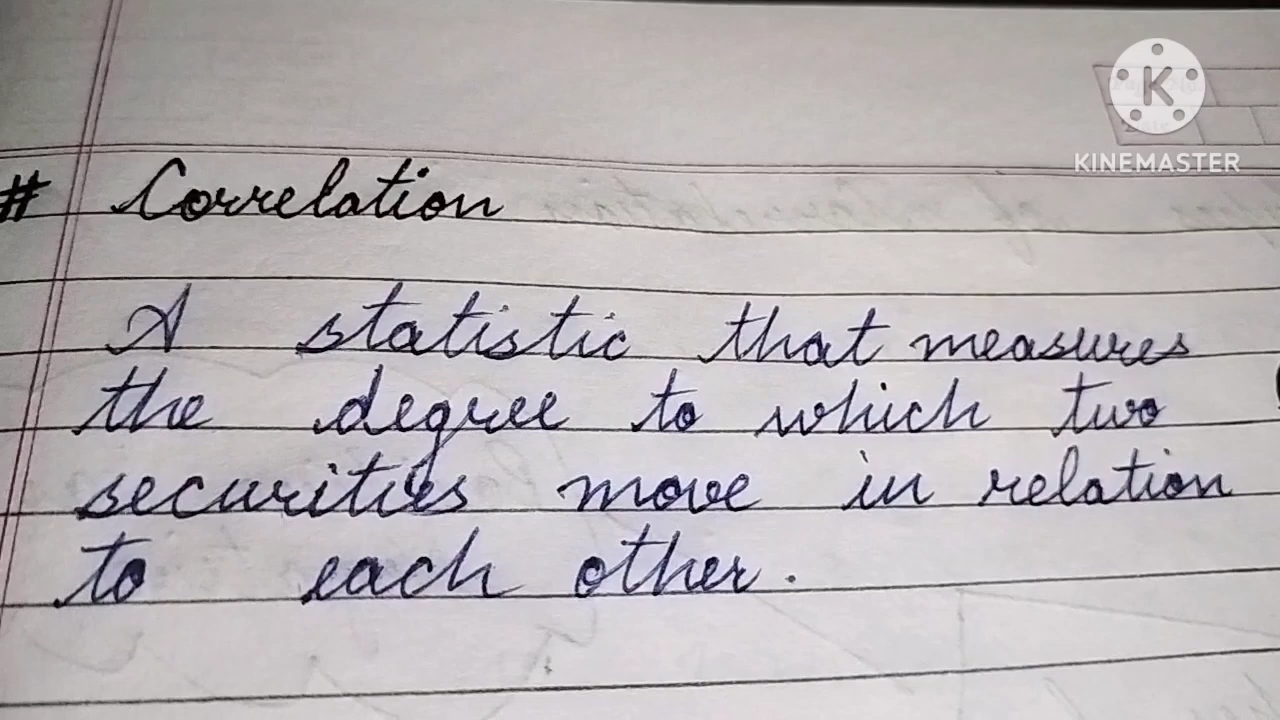 KINEMASTER
# Correlation
A statistic that measures
the degree to which two
securities move in relation
to each other.